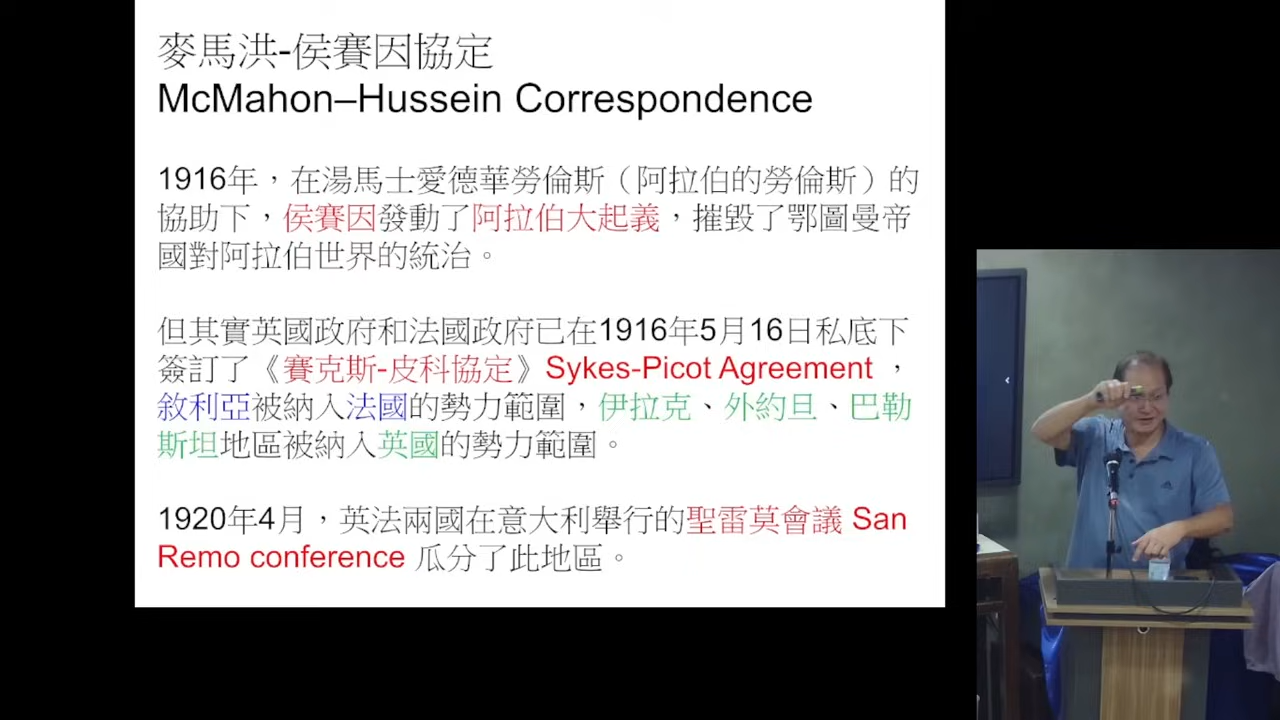 麥馬洪-侯賽因協定
McMahon–Hussein Correspondence
1916年，在湯馬士愛德華勞倫斯（阿拉伯的勞倫斯）的
協助下，侯賽因發動了阿拉伯大起義，摧毀了鄂圖曼帝
國對阿拉伯世界的統治。
但其實英國政府和法國政府已在1916年5月16日私底下
簽訂了《賽克斯-皮科協定》Sykes-Picot Agreement ，
敘利亞被納入法國的勢力範圍，伊拉克、外約旦、巴勒
斯坦地區被納入英國的勢力範圍。
1920年4月，英法兩國在意大利舉行的聖雷莫會議 San
Remo conference 瓜分了此地區。